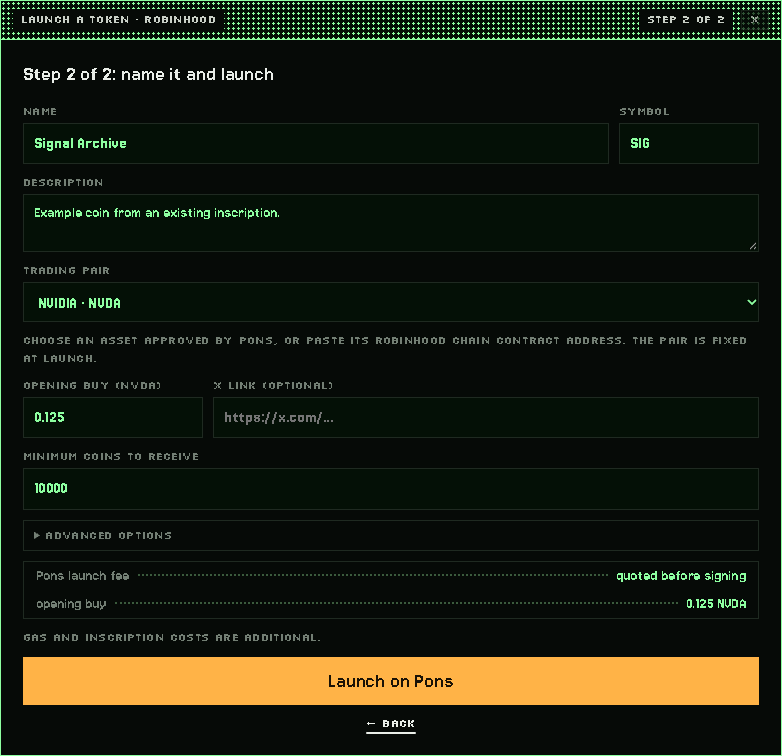 LAUNCH A TOKEN · ROBINHOOD
STEP 2 OF 2
X
Step 2 of 2: name it and launch
NAME
SYMBOL
Signal Archive
SIG
DESCRIPTION
Example coin from an existing inscription.
TRADING PAIR
NVIDIA · NVDA
CHOOSE AN ASSET APPROVED BY PONS, OR PASTE ITS ROBINHOOD CHAIN CONTRACT ADDRESS. THE PAIR IS FIXED
AT LAUNCH.
OPENING BUY (NVDA)
X LINK (OPTIONAL)
0.125
https://x.com/...
MINIMUM COINS TO RECEIVE
10000
▶ ADVANCED OPTIONS
Pons launch fee quoted before signing
opening buy 0.125 NVDA
GAS AND INSCRIPTION COSTS ARE ADDITIONAL.
Launch on Pons
← BACK